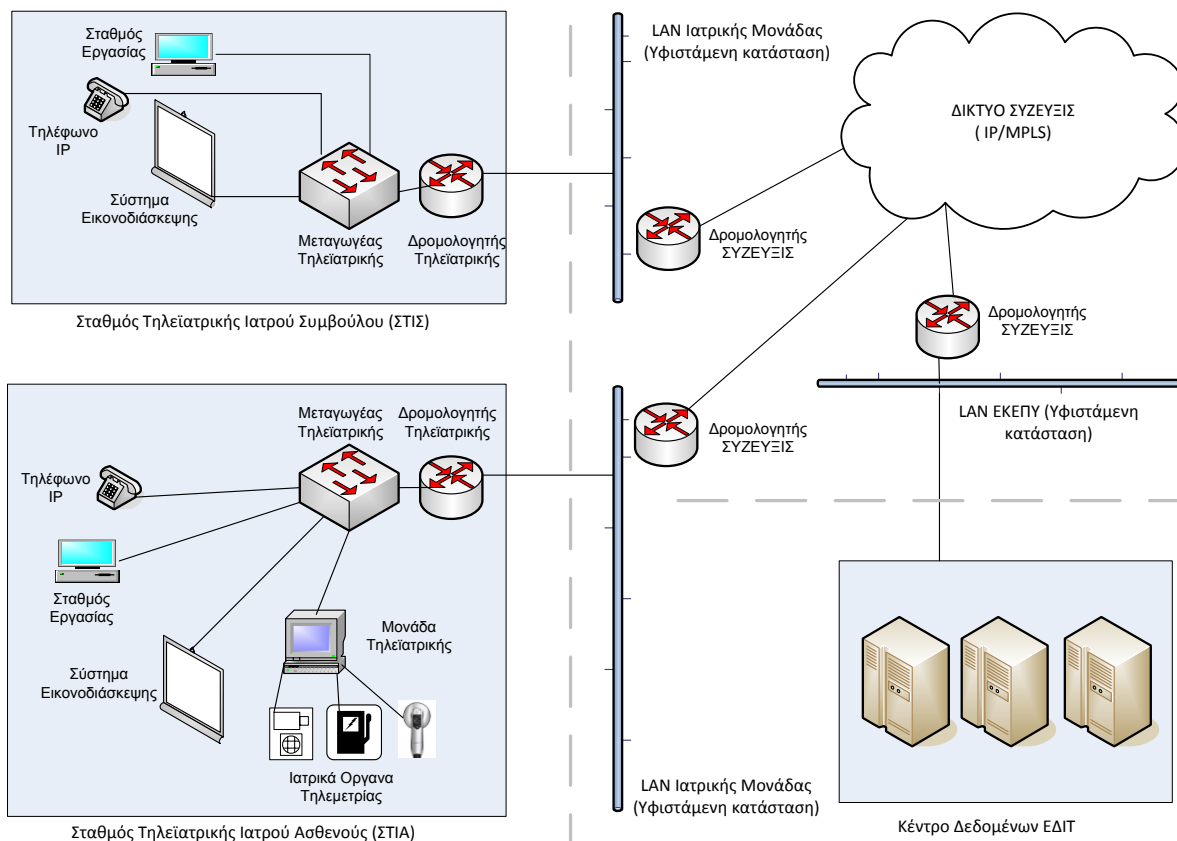 Σταθμός
Εργασίας
Τηλέφωνο
IP
Σύστημα
Εικονοδιάσκεψης
Μεταγωγέας
Τηλεϊατρικής
Δρομολογητής
Τηλεϊατρικής
Σταθμός Τηλεϊατρικής Ιατρού Συμβούλου (ΣΤΙΣ)
LAN Ιατρικής Μονάδας
(Υφιστάμενη κατάσταση)
ΔΙΚΤΥΟ ΣΥΖΕΥΞΙΣ
( IP/MPLS)
Δρομολογητής
ΣΥΖΕΥΞΙΣ
Δρομολογητής
ΣΥΖΕΥΞΙΣ
LAN ΕΚΕΠΥ (Υφιστάμενη
κατάσταση)
Δρομολογητής
ΣΥΖΕΥΞΙΣ
Μεταγωγέας
Τηλεϊατρικής
Δρομολογητής
Τηλεϊατρικής
Τηλέφωνο
IP
Σταθμός
Εργασίας
Σύστημα
Εικονοδιάσκεψης
Μονάδα
Τηλεϊατρικής
Ιατρικά Οργανα
Τηλεμετρίας
Σταθμός Τηλεϊατρικής Ιατρού Ασθενούς (ΣΤΙΑ)
LAN Ιατρικής Μονάδας
(Υφιστάμενη κατάσταση)
Κέντρο Δεδομένων ΕΔΙΤ